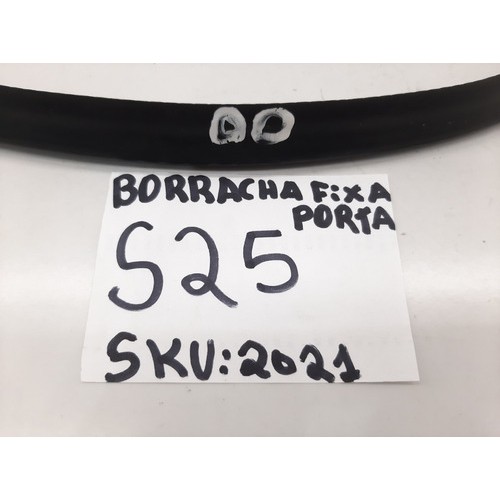 DD
BORRACHA FIXA
PORTA
S25
SKU:2021